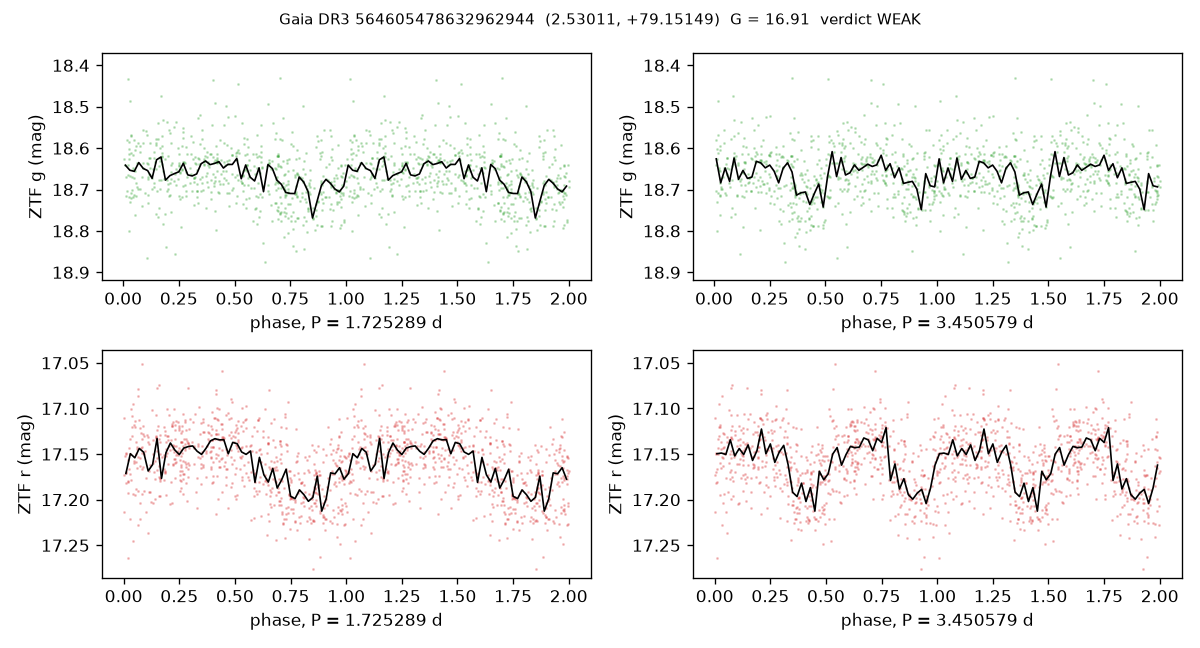 Gaia DR3 564605478632962944 (2.53011, +79.15149) G = 16.91 verdict WEAK
ZTF g (mag)
18.4
18.5
18.6
18.7
18.8
18.9
0.00 0.25 0.50 0.75 1.00 1.25 1.50 1.75 2.00
phase, P = 1.725289 d
ZTF g (mag)
18.4
18.5
18.6
18.7
18.8
18.9
0.00 0.25 0.50 0.75 1.00 1.25 1.50 1.75 2.00
phase, P = 3.450579 d
ZTF r (mag)
17.05
17.10
17.15
17.20
17.25
0.00 0.25 0.50 0.75 1.00 1.25 1.50 1.75 2.00
phase, P = 1.725289 d
ZTF r (mag)
17.05
17.10
17.15
17.20
17.25
0.00 0.25 0.50 0.75 1.00 1.25 1.50 1.75 2.00
phase, P = 3.450579 d